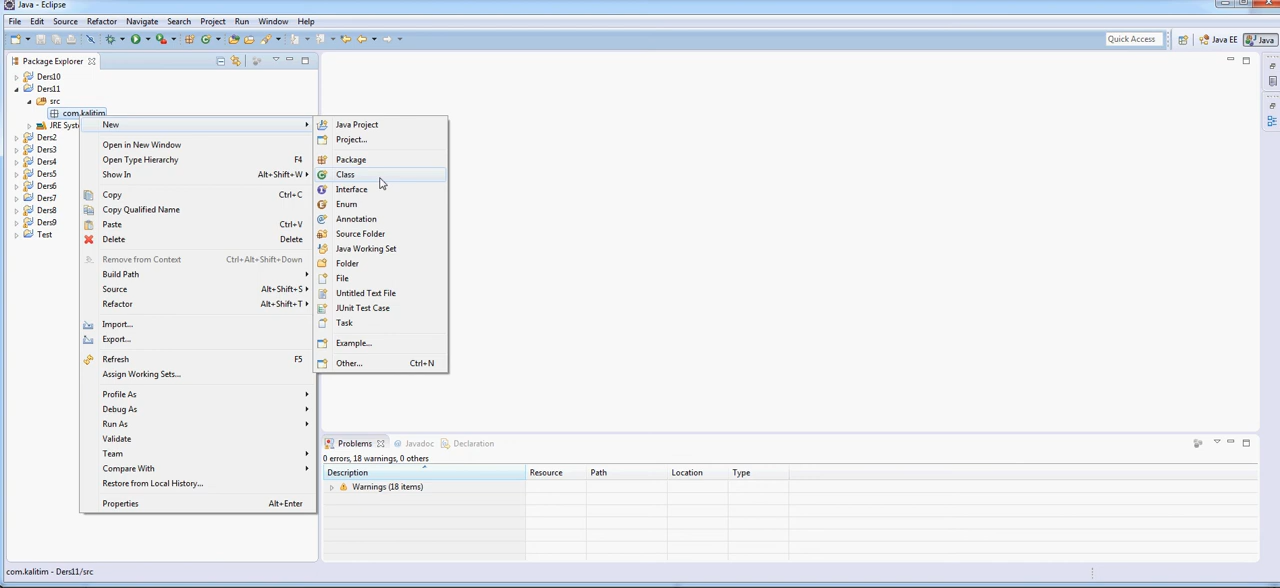 Java - Eclipse
File Edit Source Refactor Navigate Search Project Run Window Help
Quick Access Java EE Java
Package Explorer
Ders10
Ders11
src
com.kalitim
JRE Syste
Ders2
Ders3
Ders4
Ders5
Ders6
Ders7
Ders8
Ders9
Test
New
Open in New Window
Open Type Hierarchy F4
Show In Alt+Shift+W
Copy Ctrl+C
Copy Qualified Name
Paste Ctrl+V
Delete Delete
Remove from Context Ctrl+Alt+Shift+Down
Build Path
Source Alt+Shift+S
Refactor Alt+Shift+T
Import...
Export...
Refresh F5
Assign Working Sets...
Profile As
Debug As
Run As
Validate
Team
Compare With
Restore from Local History...
Properties Alt+Enter
Java Project
Project...
Package
Class
Interface
Enum
Annotation
Source Folder
Java Working Set
Folder
File
Untitled Text File
JUnit Test Case
Task
Example...
Other... Ctrl+N
Problems Javadoc Declaration
0 errors, 18 warnings, 0 others
Description Resource Path Location Type
Warnings (18 items)
com.kalitim - Ders11/src